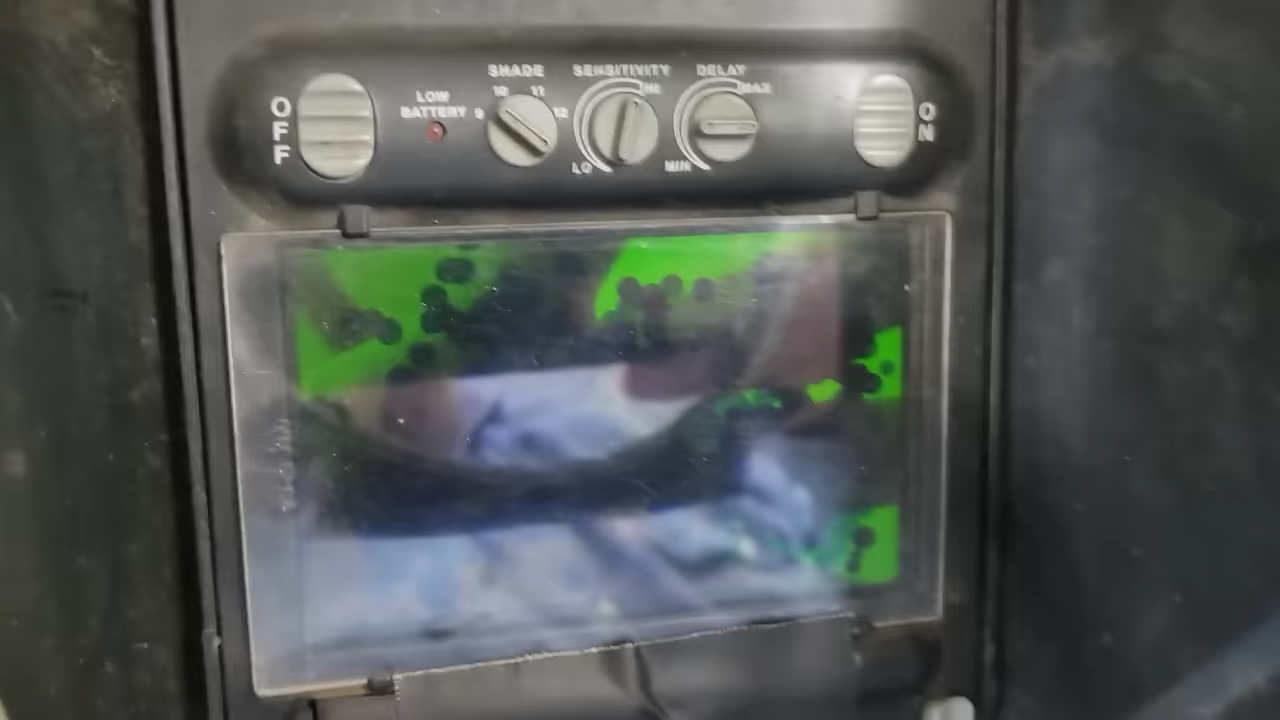 OFF
LOW BATTERY
SHADE
9 10 11 12
SENSITIVITY
LO HI
DELAY
MIN MAX
ON